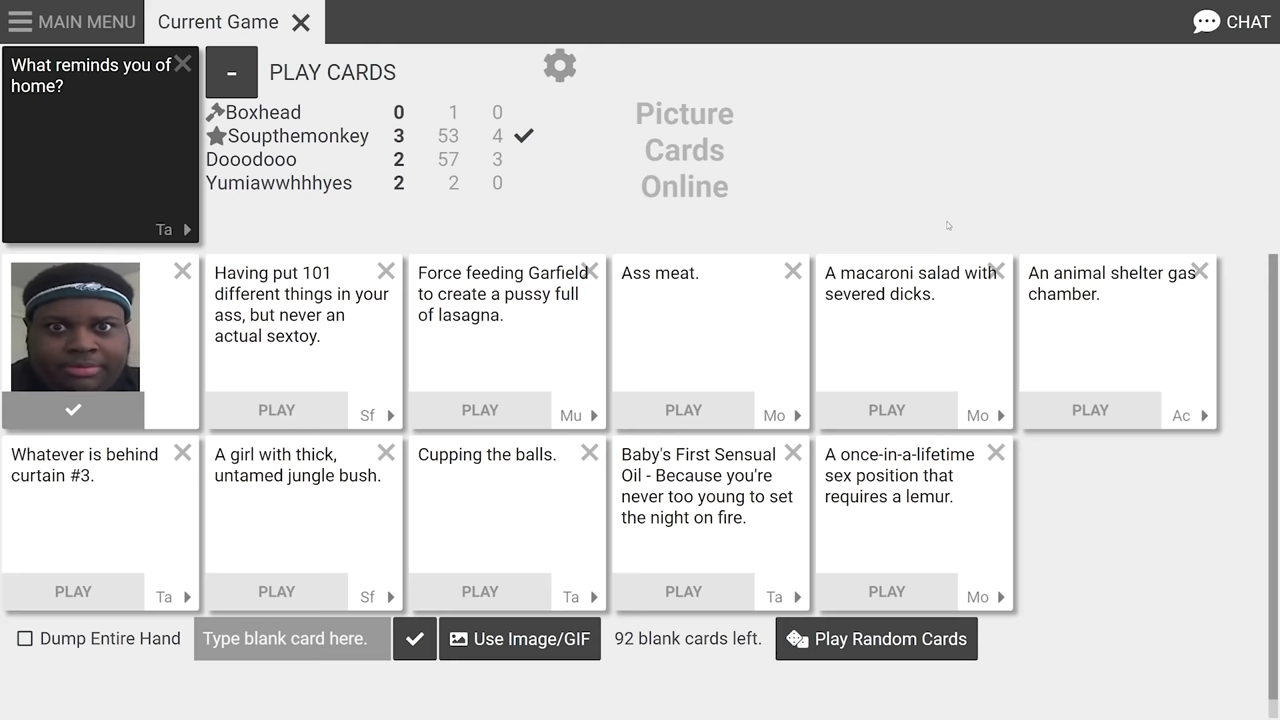 MAIN MENU
Current Game
CHAT
What reminds you of
home?
Ta
-
PLAY CARDS
Boxhead 0 1 0
Soupthemonkey 3 53 4
Dooodooo 2 57 3
Yumiawwhhhyes 2 2 0
Picture
Cards
Online
Having put 101
different things in your
ass, but never an
actual sextoy.
PLAY
Sf
Force feeding Garfield
to create a pussy full
of lasagna.
PLAY
Mu
Ass meat.
PLAY
Mo
A macaroni salad with
severed dicks.
PLAY
Mo
An animal shelter gas
chamber.
PLAY
Ac
Whatever is behind
curtain #3.
PLAY
Ta
A girl with thick,
untamed jungle bush.
PLAY
Sf
Cupping the balls.
PLAY
Ta
Baby's First Sensual
Oil - Because you're
never too young to set
the night on fire.
PLAY
Ta
A once-in-a-lifetime
sex position that
requires a lemur.
PLAY
Mo
Dump Entire Hand
Type blank card here.
Use Image/GIF
92 blank cards left.
Play Random Cards